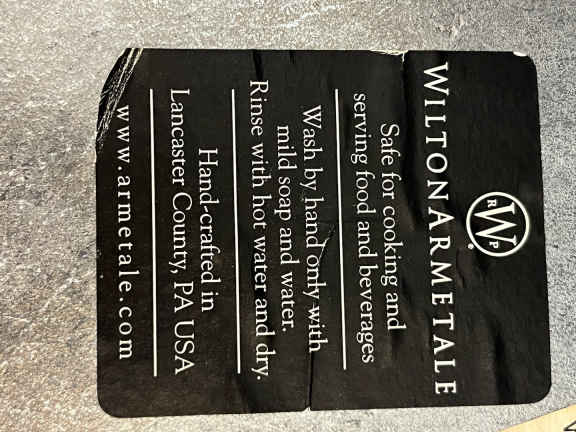 RWP
®
WILTONARMETALE
Safe for cooking and
serving food and beverages
Wash by hand only with
mild soap and water.
Rinse with hot water and dry.
Hand-crafted in
Lancaster County, PA USA
www.armetale.com